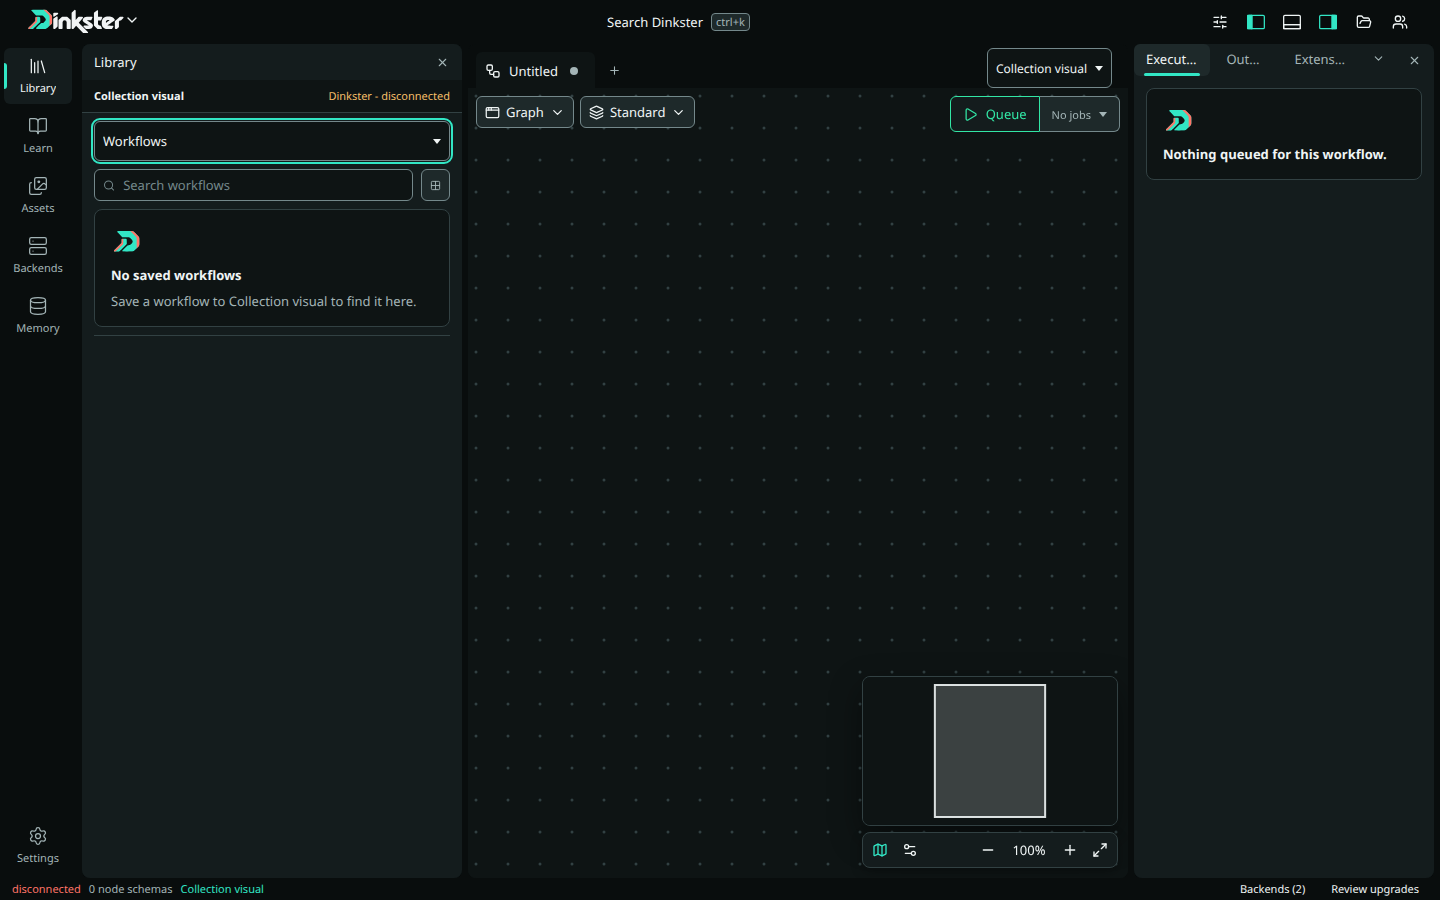 Dinkster
Search Dinkster ctrl+k
Library
Learn
Assets
Backends
Memory
Settings
Library
Collection visual Dinkster - disconnected
Workflows
Search workflows
No saved workflows
Save a workflow to Collection visual to find it here.
Untitled
Collection visual
Graph Standard
Queue No jobs
100%
Execut... Out... Extens...
Nothing queued for this workflow.
disconnected 0 node schemas Collection visual
Backends (2) Review upgrades